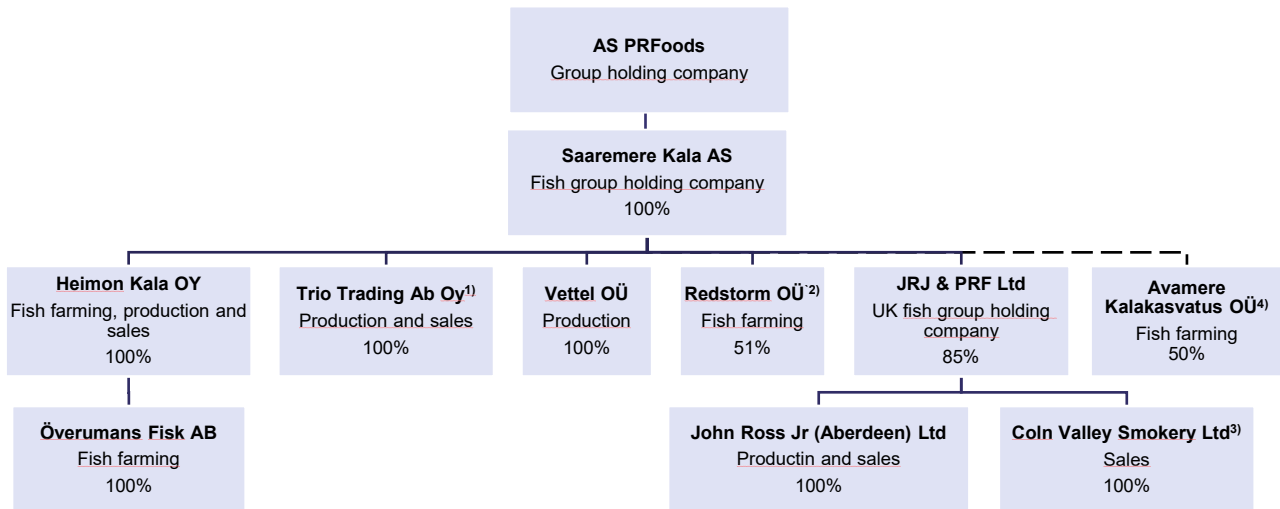 AS PRFoods
Group holding company
Saaremere Kala AS
Fish group holding company
100%
Heimon Kala OY
Fish farming, production and
sales
100%
Trio Trading Ab Oy1)
Production and sales
100%
Vettel OÜ
Production
100%
Redstorm OÜ`2)
Fish farming
51%
JRJ & PRF Ltd
UK fish group holding
company
85%
Avamere
Kalakasvatus OÜ4)
Fish farming
50%
Överumans Fisk AB
Fish farming
100%
John Ross Jr (Aberdeen) Ltd
Productin and sales
100%
Coln Valley Smokery Ltd3)
Sales
100%